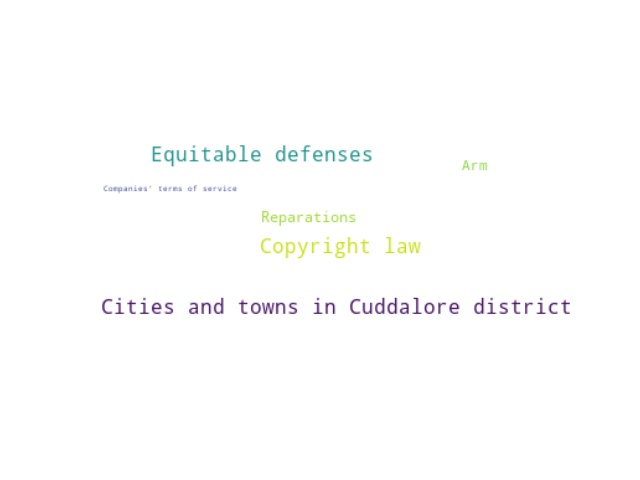 Equitable defenses
Arm
Companies' terms of service
Reparations
Copyright law
Cities and towns in Cuddalore district